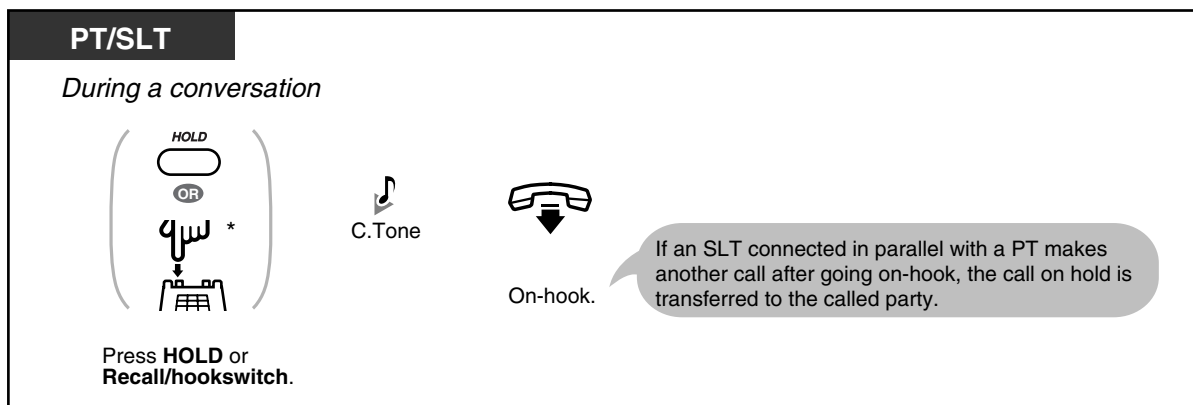 PT/SLT
During a conversation
HOLD
OR
*
C.Tone
On-hook.
If an SLT connected in parallel with a PT makes
another call after going on-hook, the call on hold is
transferred to the called party.
Press HOLD or
Recall/hookswitch.